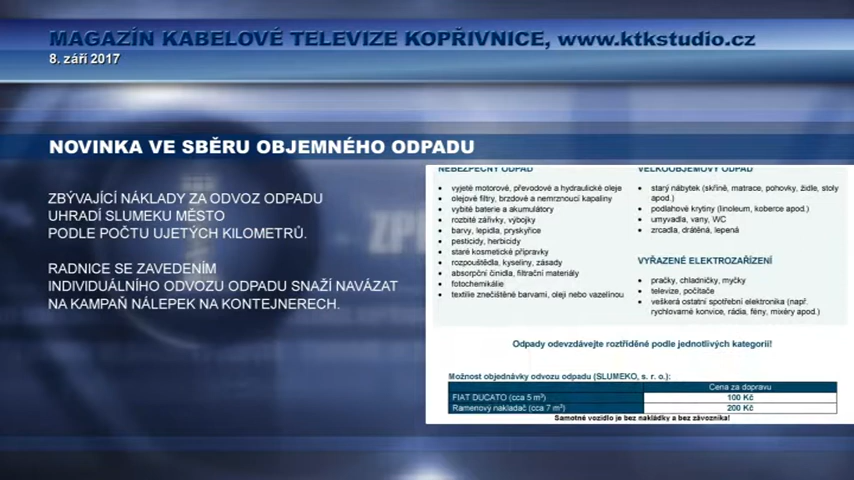 MAGAZÍN KABELOVÉ TELEVIZE KOPŘIVNICE, www.ktkstudio.cz
8. září 2017
NOVINKA VE SBĚRU OBJEMNÉHO ODPADU
ZBÝVAJÍCÍ NÁKLADY ZA ODVOZ ODPADU
UHRADÍ SLUMEKU MĚSTO
PODLE POČTU UJETÝCH KILOMETRŮ.
RADNICE SE ZAVEDENÍM
INDIVIDUÁLNÍHO ODVOZU ODPADU SNAŽÍ NAVÁZAT
NA KAMPAŇ NÁLEPEK NA KONTEJNERECH.
NEBEZPEČNÝ ODPAD
• vyjeté motorové, převodové a hydraulické oleje
• olejové filtry, brzdové a nemrznoucí kapaliny
• vybité baterie a akumulátory
• rozbité zářivky, výbojky
• barvy, lepidla, pryskyřice
• pesticidy, herbicidy
• staré kosmetické přípravky
• rozpouštědla, kyseliny, zásady
• absorpční činidla, filtrační materiály
• fotochemikálie
• textilie znečištěné barvami, oleji nebo vazelínou
VELKOOBJEMOVÝ ODPAD
• starý nábytek (skříně, matrace, pohovky, židle, stoly
apod.)
• podlahové krytiny (linoleum, koberce apod.)
• umyvadla, vany, WC
• zrcadla, drátěná, lepená
VYŘAZENÉ ELEKTROZAŘÍZENÍ
• pračky, chladničky, myčky
• televize, počítače
• veškerá ostatní spotřební elektronika (např.
rychlovarné konvice, rádia, fény, mixéry apod.)
Odpady odevzdávejte roztříděné podle jednotlivých kategorií!
Možnost objednávky odvozu odpadu (SLUMEKO, s. r. o.):
Cena za dopravu
FIAT DUCATO (cca 5 m³) 100 Kč
Ramenový nakladač (cca 7 m³) 200 Kč
Samotné vozidlo je bez nakládky a bez závozníka!